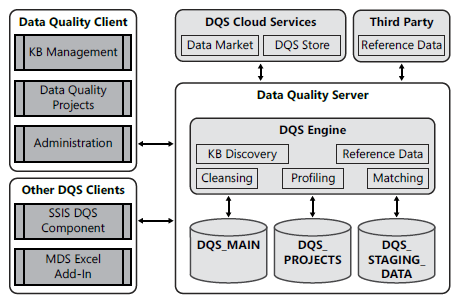 Data Quality Client
KB Management
Data Quality
Projects
Administration
Other DQS Clients
SSIS DQS
Component
MDS Excel
Add-In
DQS Cloud Services
Data Market
DQS Store
Third Party
Reference Data
Data Quality Server
DQS Engine
KB Discovery
Reference Data
Cleansing
Profiling
Matching
DQS_MAIN
DQS_
PROJECTS
DQS_
STAGING_
DATA